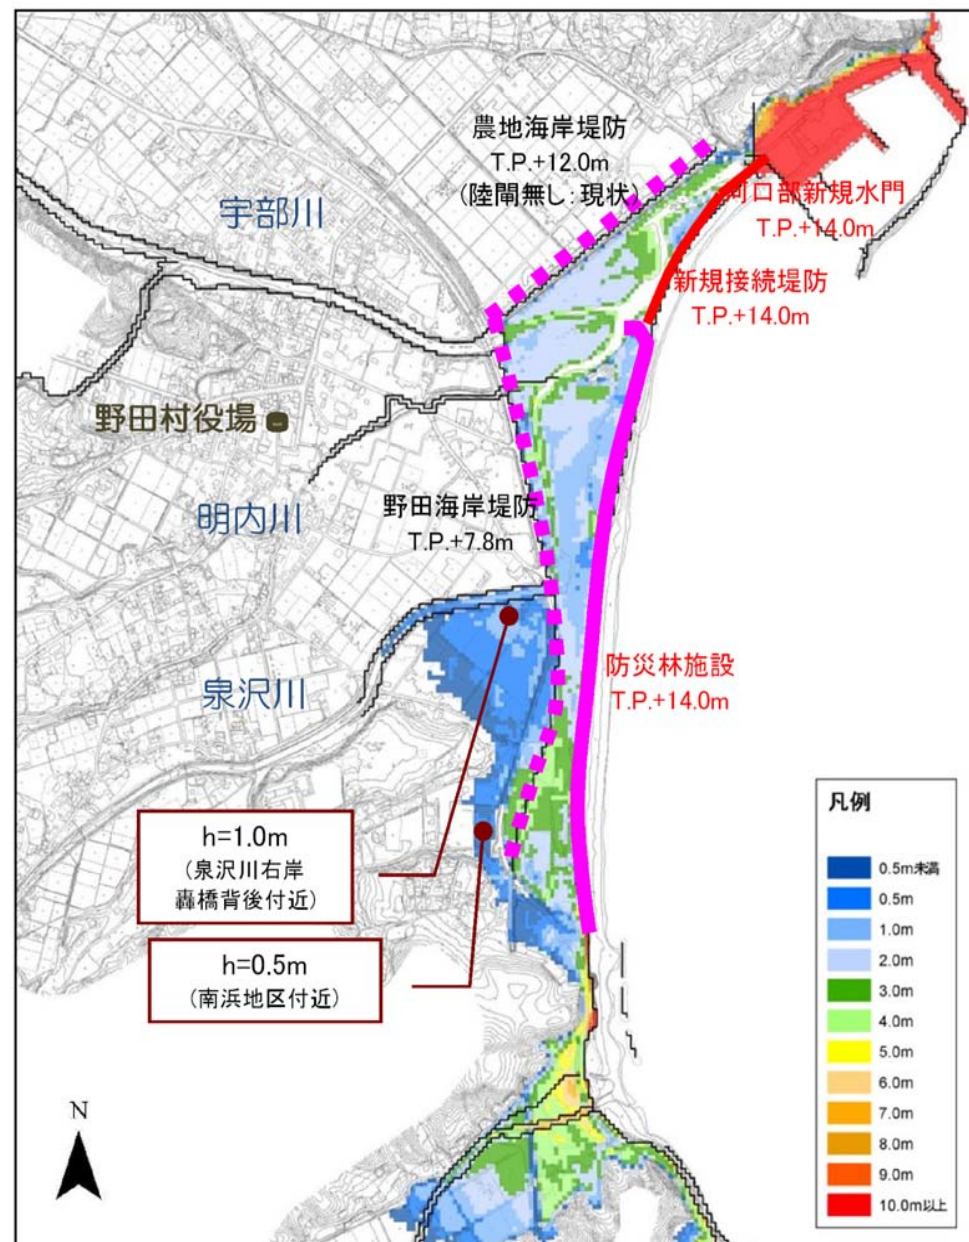 農地海岸堤防
T.P.+12.0m
(陸閘無し:現状)
河口部新規水門
T.P.+14.0m
宇部川
新規接続堤防
T.P.+14.0m
野田村役場
野田海岸堤防
T.P.+7.8m
明内川
防災林施設
T.P.+14.0m
泉沢川
h=1.0m
(泉沢川右岸
轟橋背後付近)
h=0.5m
(南浜地区付近)
凡例
0.5m未満
0.5m
1.0m
2.0m
3.0m
4.0m
5.0m
6.0m
7.0m
8.0m
9.0m
10.0m以上
N